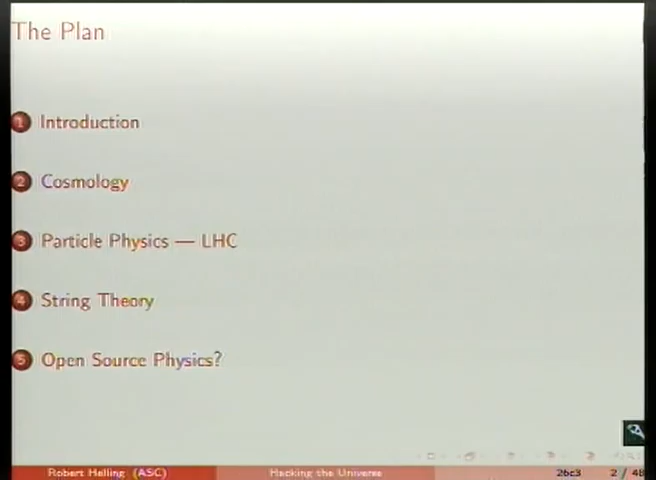 The Plan
1 Introduction
2 Cosmology
3 Particle Physics — LHC
4 String Theory
5 Open Source Physics?
Robert Helling (ASC) Hacking the Universe 26c3 2 / 48